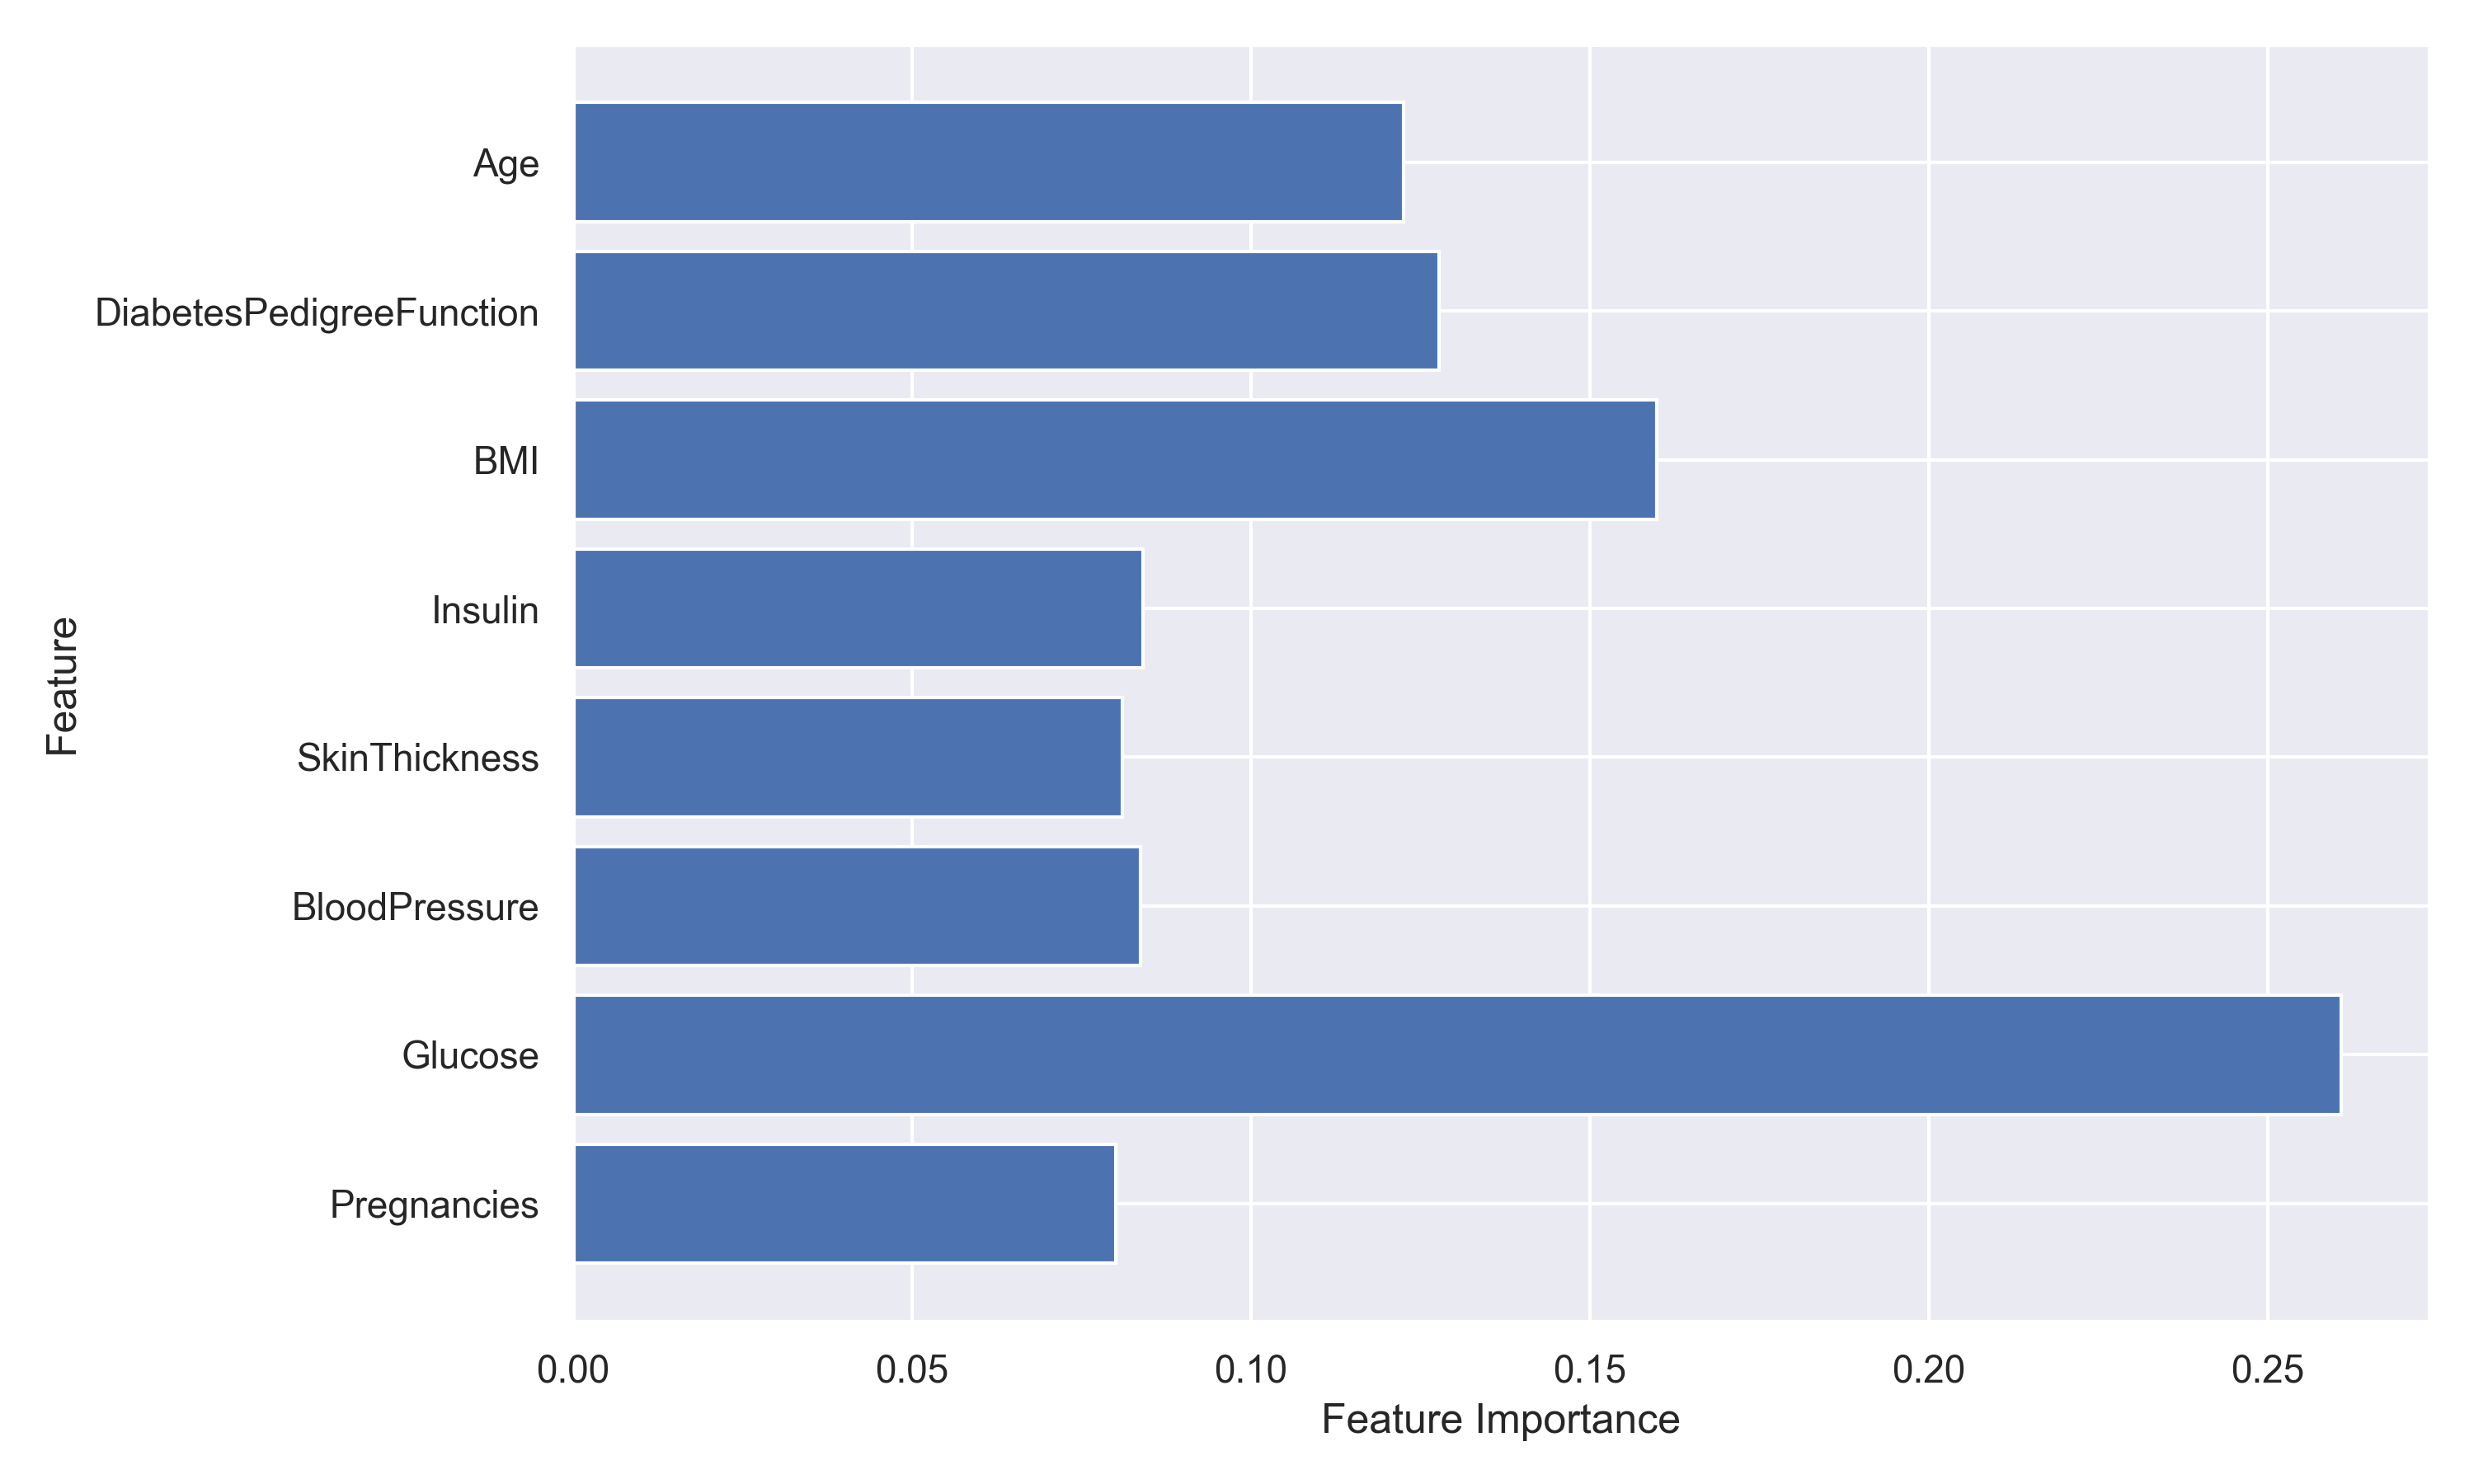 Age
DiabetesPedigreeFunction
BMI
Insulin
SkinThickness
BloodPressure
Glucose
Pregnancies
Feature
0.00 0.05 0.10 0.15 0.20 0.25
Feature Importance